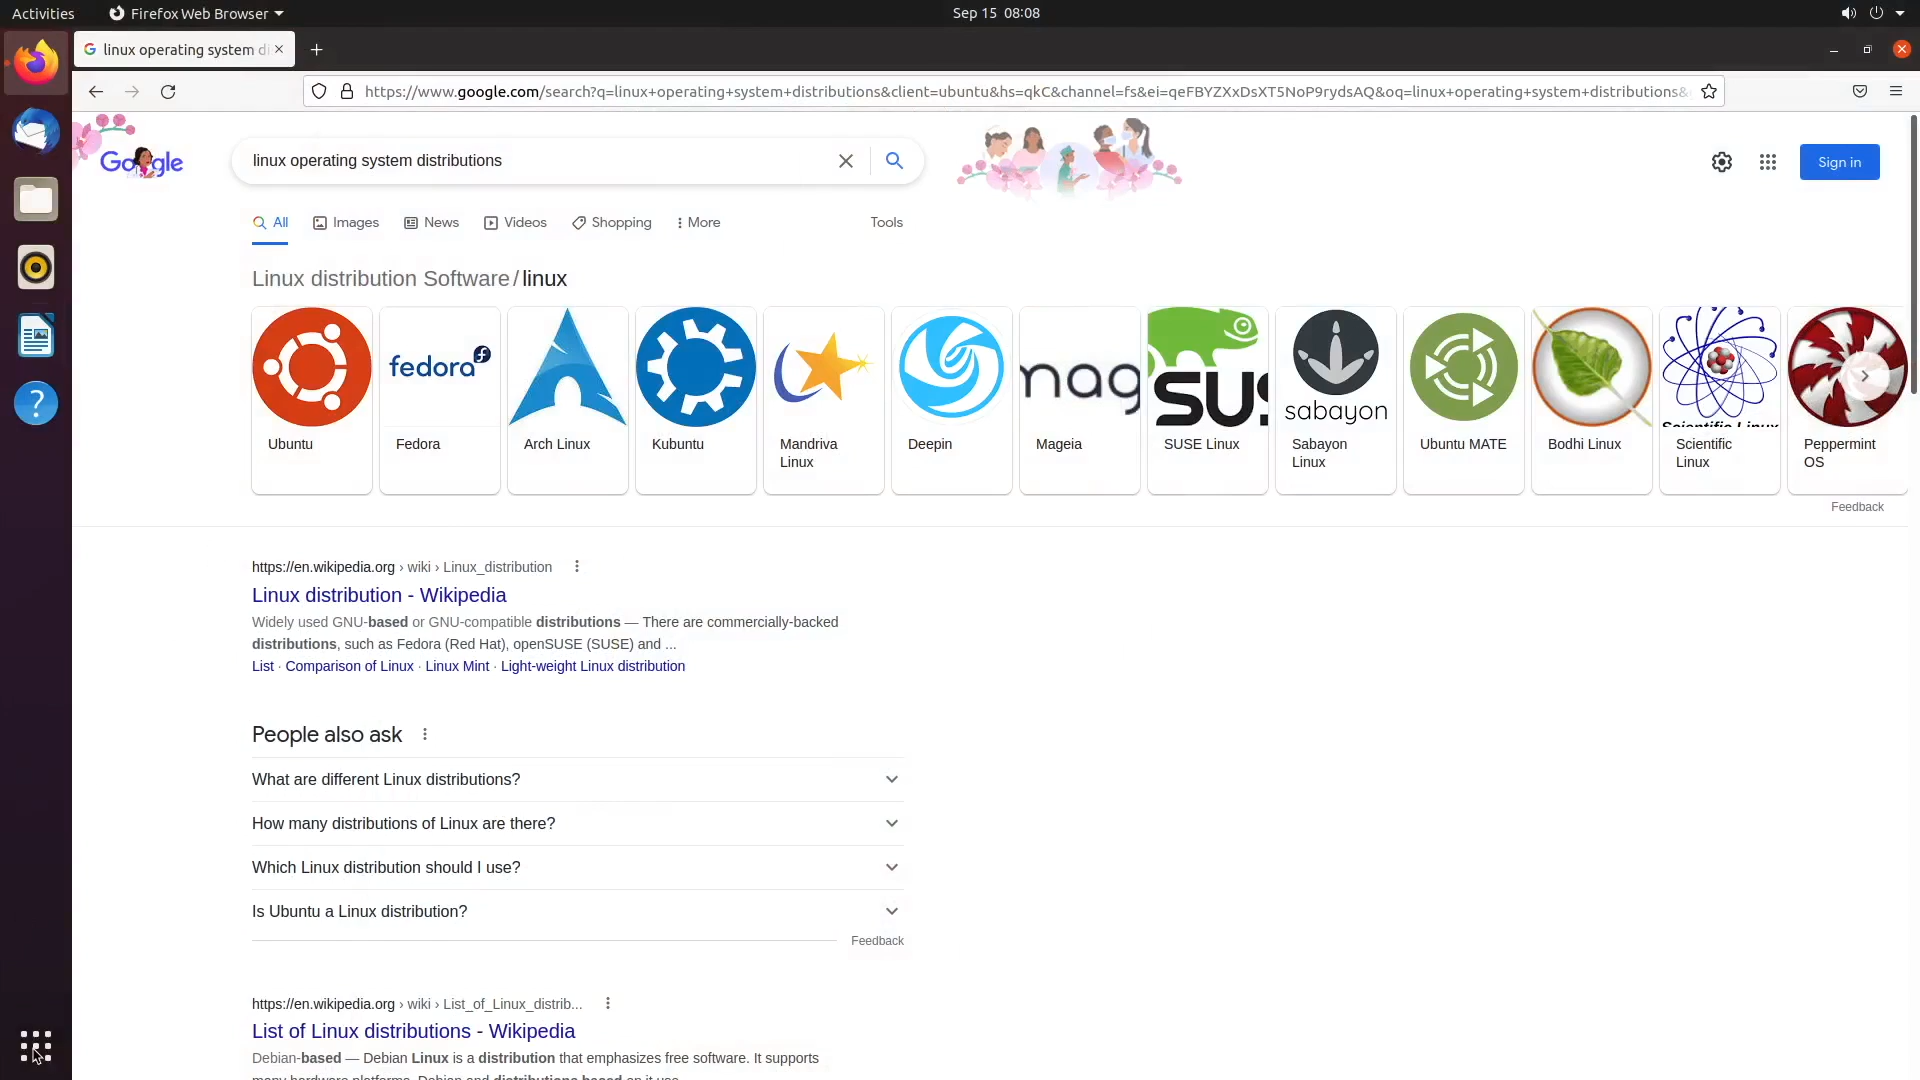 Activities
Firefox Web Browser
Sep 15 08:08
linux operating system di
https://www.google.com/search?q=linux+operating+system+distributions&client=ubuntu&hs=qkC&channel=fs&ei=qeFBYZXxDsXT5NoP9rydsAQ&oq=linux+operating+system+distributions&
Google
linux operating system distributions
Sign in
All
Images
News
Videos
Shopping
More
Tools
Linux distribution Software/linux
fedora
mag
SUS
sabayon
Scientific Linux
Ubuntu
Fedora
Arch Linux
Kubuntu
Mandriva
Linux
Deepin
Mageia
SUSE Linux
Sabayon
Linux
Ubuntu MATE
Bodhi Linux
Scientific
Linux
Peppermint
OS
Feedback
https://en.wikipedia.org › wiki › Linux_distribution
Linux distribution - Wikipedia
Widely used GNU-based or GNU-compatible distributions — There are commercially-backed
distributions, such as Fedora (Red Hat), openSUSE (SUSE) and ...
List · Comparison of Linux · Linux Mint · Light-weight Linux distribution
People also ask
What are different Linux distributions?
How many distributions of Linux are there?
Which Linux distribution should I use?
Is Ubuntu a Linux distribution?
Feedback
https://en.wikipedia.org › wiki › List_of_Linux_distrib...
List of Linux distributions - Wikipedia
Debian-based — Debian Linux is a distribution that emphasizes free software. It supports
many hardware platforms. Debian and distributions based on it use